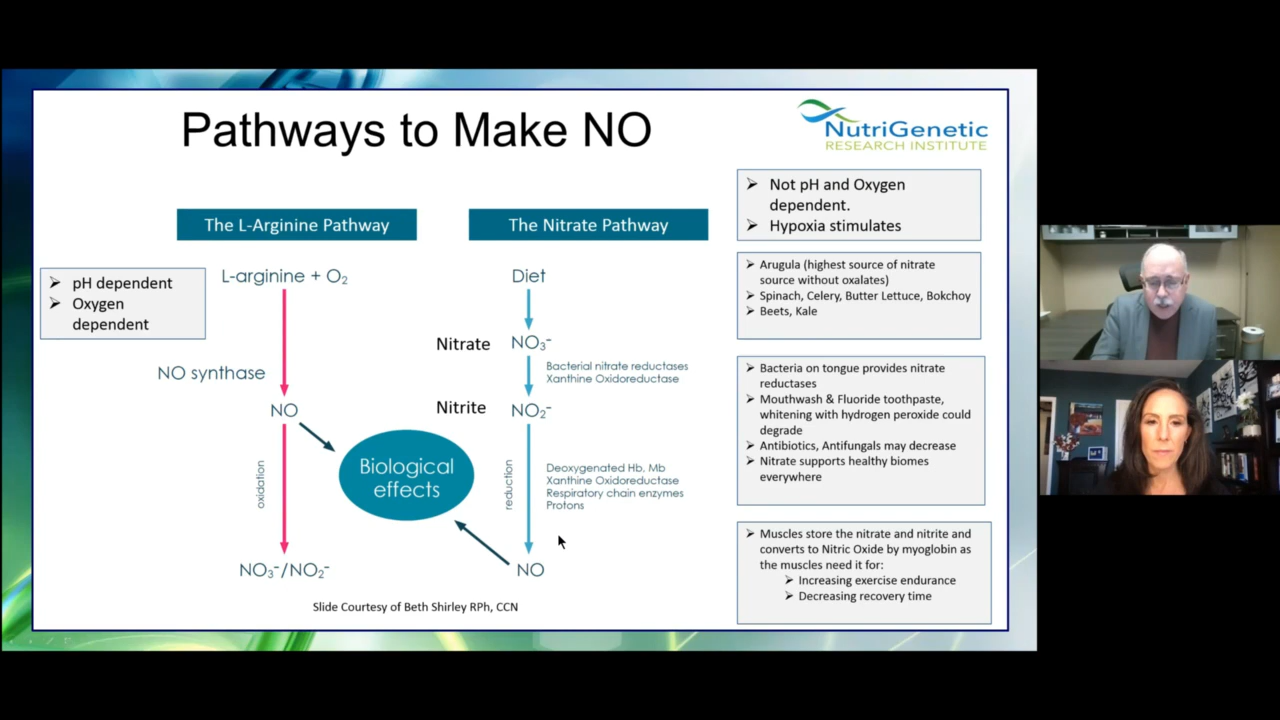 Pathways to Make NO
NutriGenetic
RESEARCH INSTITUTE
The L-Arginine Pathway
➢ pH dependent
➢ Oxygen
dependent
L-arginine + O₂
NO synthase
NO
oxidation
NO₃⁻/NO₂⁻
Biological
effects
The Nitrate Pathway
Diet
Nitrate NO₃⁻
Bacterial nitrate reductases
Xanthine Oxidoreductase
Nitrite NO₂⁻
reduction
Deoxygenated Hb, Mb
Xanthine Oxidoreductase
Respiratory chain enzymes
Protons
NO
➢ Not pH and Oxygen
dependent.
➢ Hypoxia stimulates
➢ Arugula (highest source of nitrate
source without oxalates)
➢ Spinach, Celery, Butter Lettuce, Bokchoy
➢ Beets, Kale
➢ Bacteria on tongue provides nitrate
reductases
➢ Mouthwash & Fluoride toothpaste,
whitening with hydrogen peroxide could
degrade
➢ Antibiotics, Antifungals may decrease
➢ Nitrate supports healthy biomes
everywhere
➢ Muscles store the nitrate and nitrite and
converts to Nitric Oxide by myoglobin as
the muscles need it for:
➢ Increasing exercise endurance
➢ Decreasing recovery time
Slide Courtesy of Beth Shirley RPh, CCN